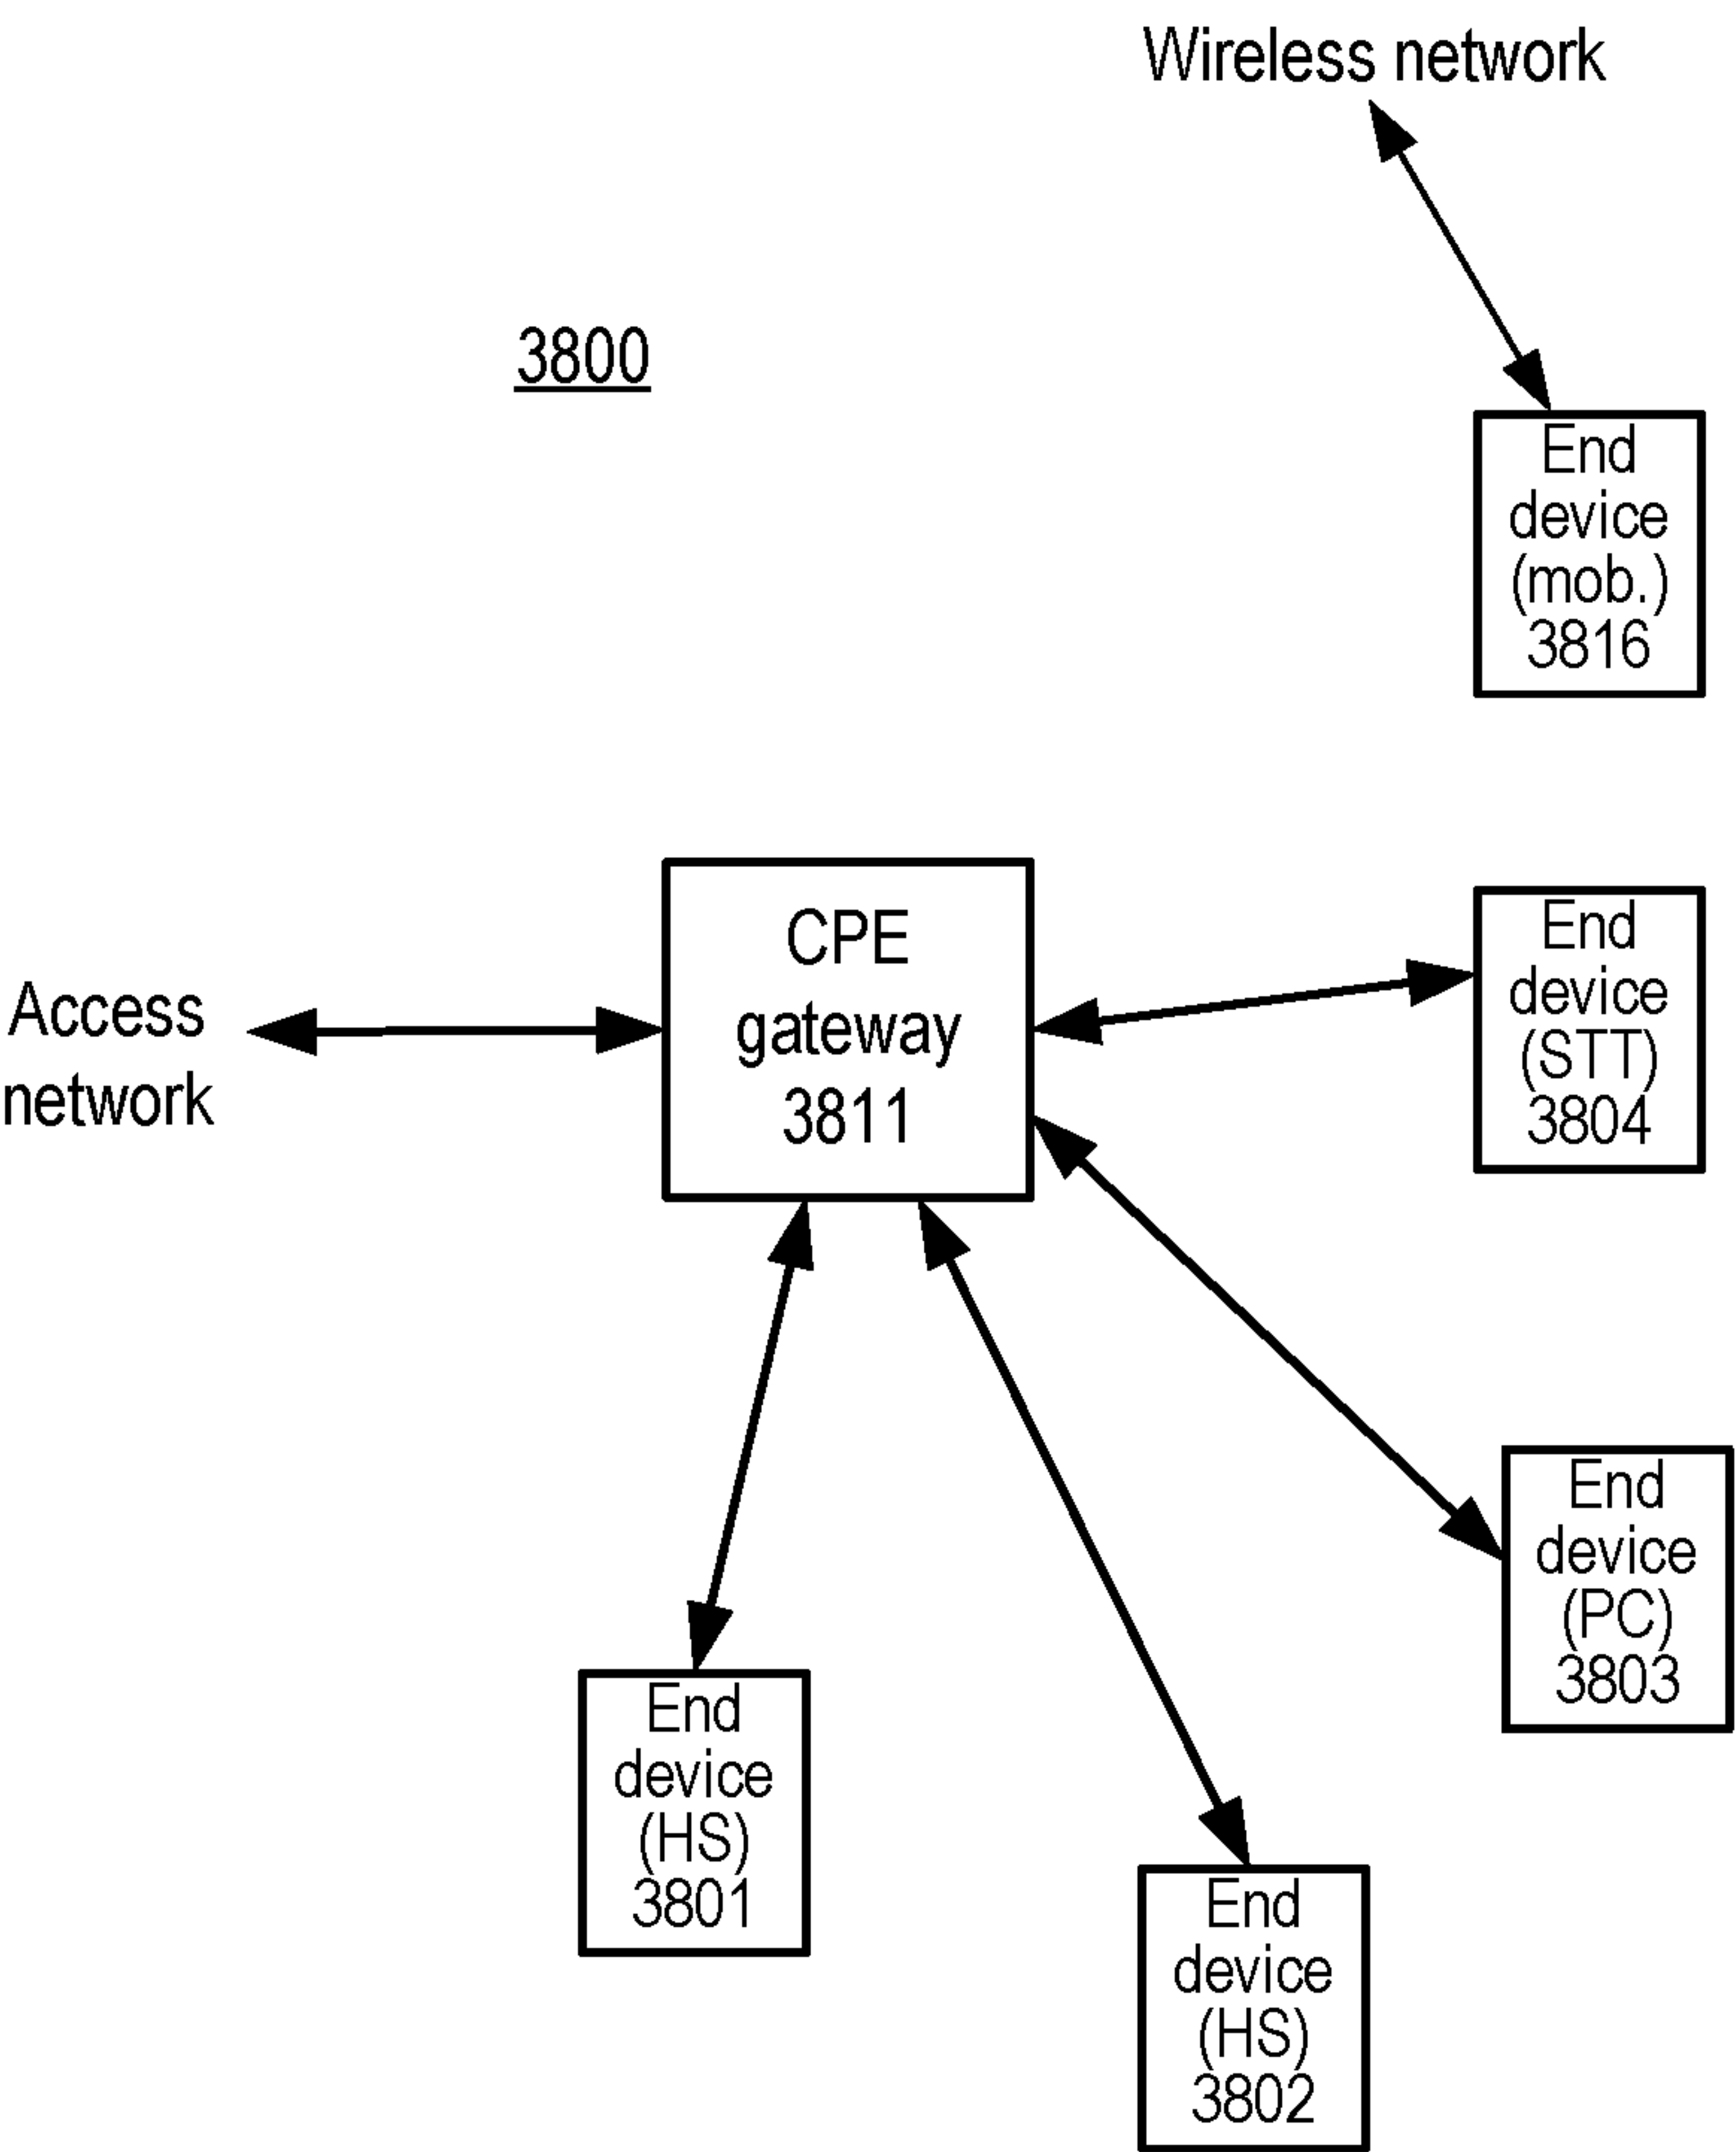 Wireless network
3800
End
device
(mob.)
3816
CPE
gateway
3811
End
device
(STT)
3804
Access
network
End
device
(PC)
3803
End
device
(HS)
3801
End
device
(HS)
3802